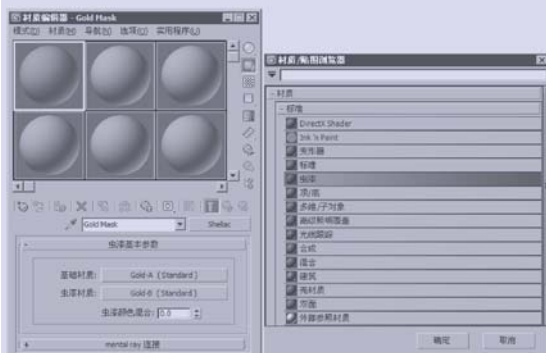 材质编辑器 - Gold Mask
模式(D) 材质(M) 导航(N) 选项(O) 实用程序(U)
Gold Mask
Shellac
虫漆基本参数
基础材质: Gold-A (Standard)
虫漆材质: Gold-B (Standard)
虫漆颜色混合: 0.0
mental ray 连接
材质/贴图浏览器
- 材质
- 标准
DirectX Shader
Ink 'n Paint
变形器
标准
虫漆
顶/底
多维/子对象
高级照明覆盖
光线跟踪
合成
混合
建筑
壳材质
双面
外部参照材质
确定
取消